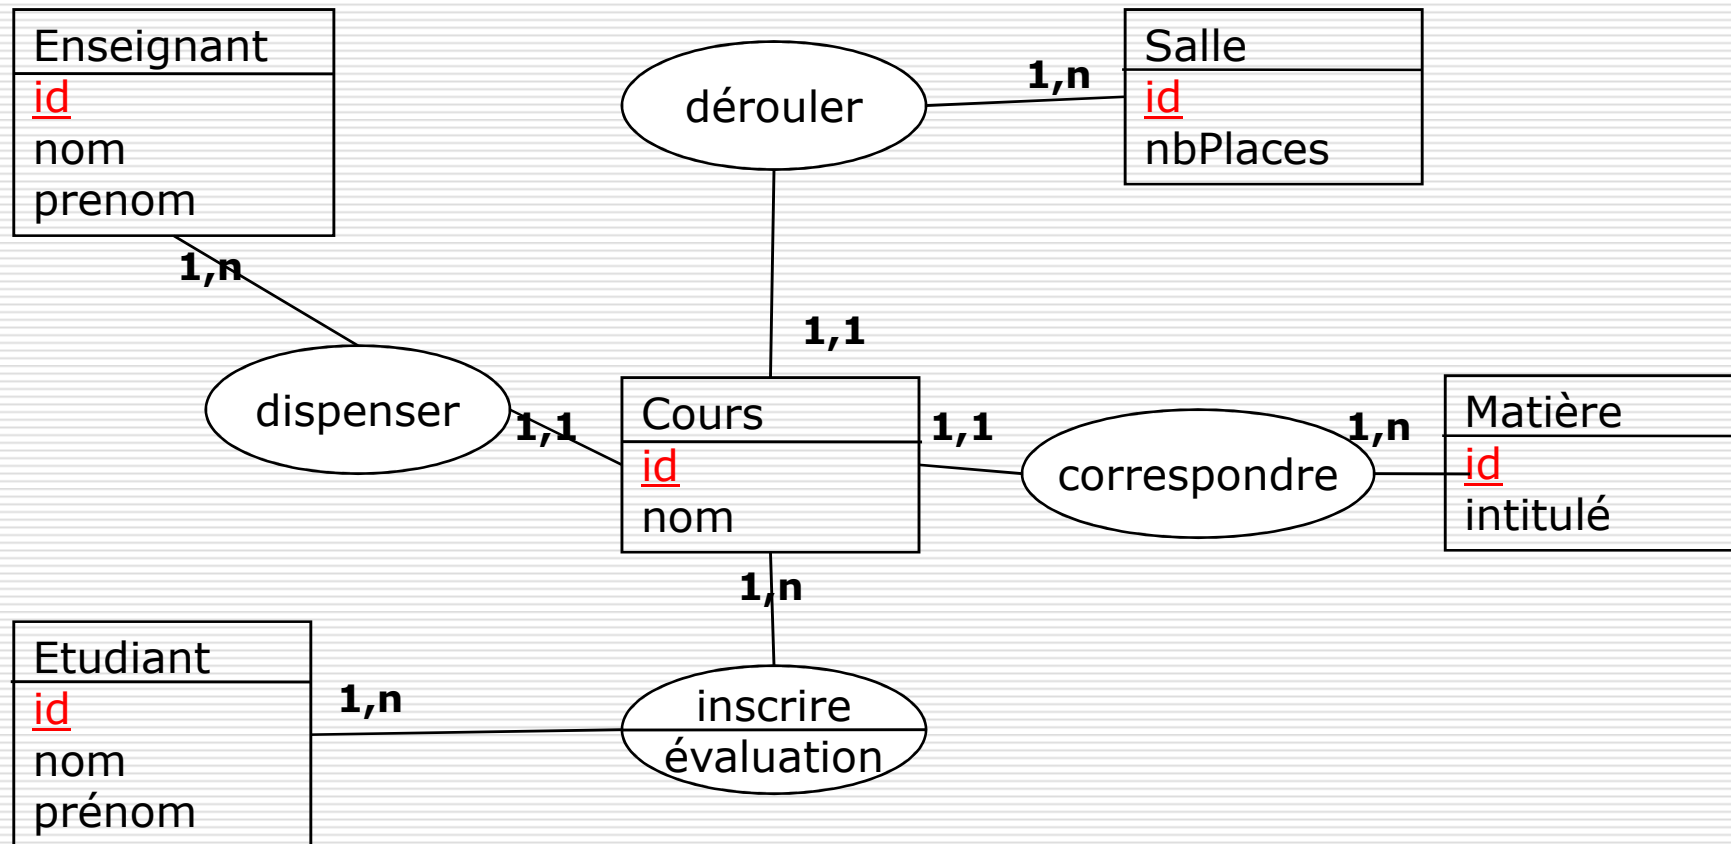 Enseignant
id
nom
prenom
dérouler
1,n
Salle
id
nbPlaces
1,n
1,1
dispenser
1,1
Cours
id
nom
1,1
correspondre
1,n
Matière
id
intitulé
1,n
Etudiant
id
nom
prénom
1,n
inscrire
évaluation